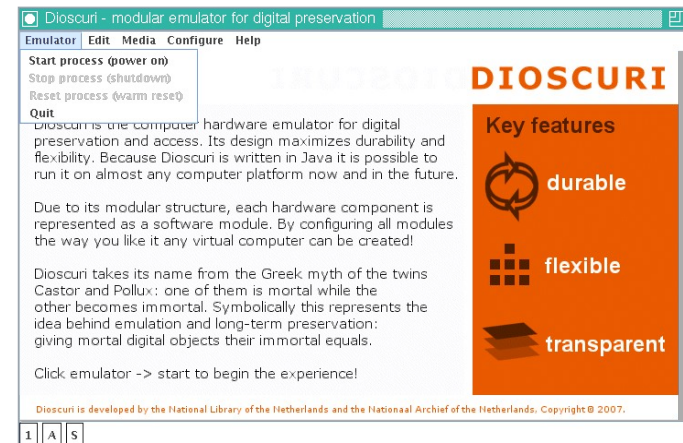 Dioscuri - modular emulator for digital preservation
Emulator Edit Media Configure Help
Start process (power on)
Stop process (shutdown)
Reset process (warm reset)
Quit
DIOSCURI
DIOSCURI
Dioscuri is the computer hardware emulator for digital
preservation and access. Its design maximizes durability and
flexibility. Because Dioscuri is written in Java it is possible to
run it on almost any computer platform now and in the future.
Due to its modular structure, each hardware component is
represented as a software module. By configuring all modules
the way you like it any virtual computer can be created!
Dioscuri takes its name from the Greek myth of the twins
Castor and Pollux: one of them is mortal while the
other becomes immortal. Symbolically this represents the
idea behind emulation and long-term preservation:
giving mortal digital objects their immortal equals.
Click emulator -> start to begin the experience!
Key features
durable
flexible
transparent
Dioscuri is developed by the National Library of the Netherlands and the Nationaal Archief of the Netherlands. Copyright © 2007.
1 A S